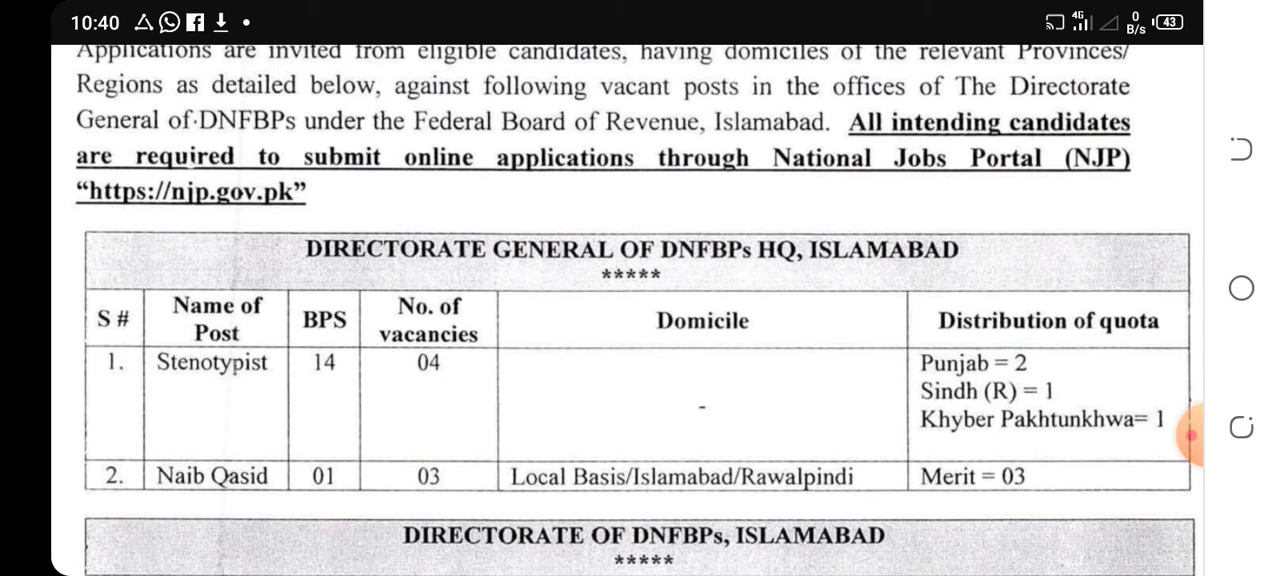 10:40
4G
0 B/s
43
Applications are invited from eligible candidates, having domiciles of the relevant Provinces/
Regions as detailed below, against following vacant posts in the offices of The Directorate
General of DNFBPs under the Federal Board of Revenue, Islamabad. All intending candidates
are required to submit online applications through National Jobs Portal (NJP)
“https://njp.gov.pk”
DIRECTORATE GENERAL OF DNFBPs HQ, ISLAMABAD
*****
S # Name of Post BPS No. of vacancies Domicile Distribution of quota
1. Stenotypist 14 04 - Punjab = 2
Sindh (R) = 1
Khyber Pakhtunkhwa= 1
2. Naib Qasid 01 03 Local Basis/Islamabad/Rawalpindi Merit = 03
DIRECTORATE OF DNFBPs, ISLAMABAD
*****